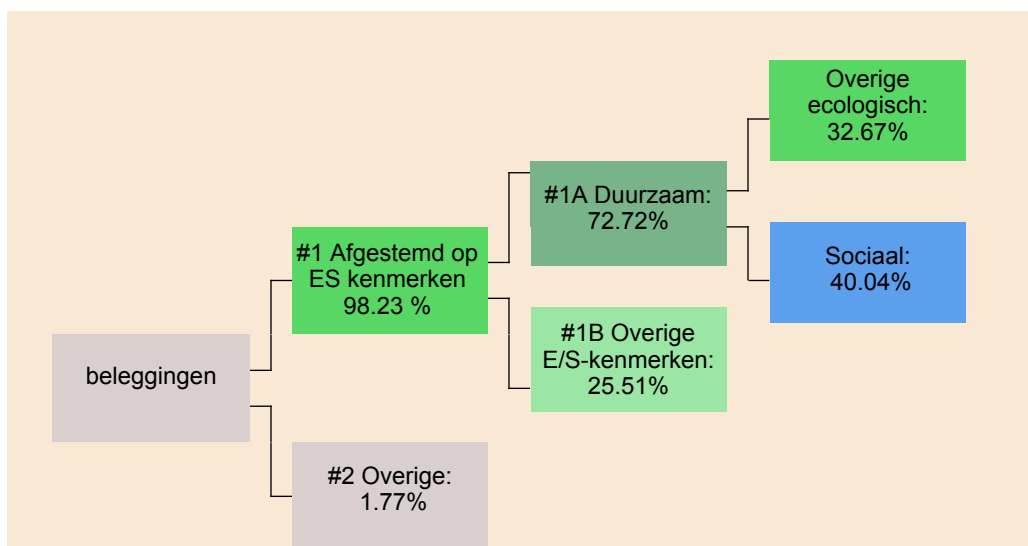 beleggingen
#1 Afgestemd op
ES kenmerken
98.23 %
#2 Overige:
1.77%
#1A Duurzaam:
72.72%
#1B Overige
E/S-kenmerken:
25.51%
Overige
ecologisch:
32.67%
Sociaal:
40.04%